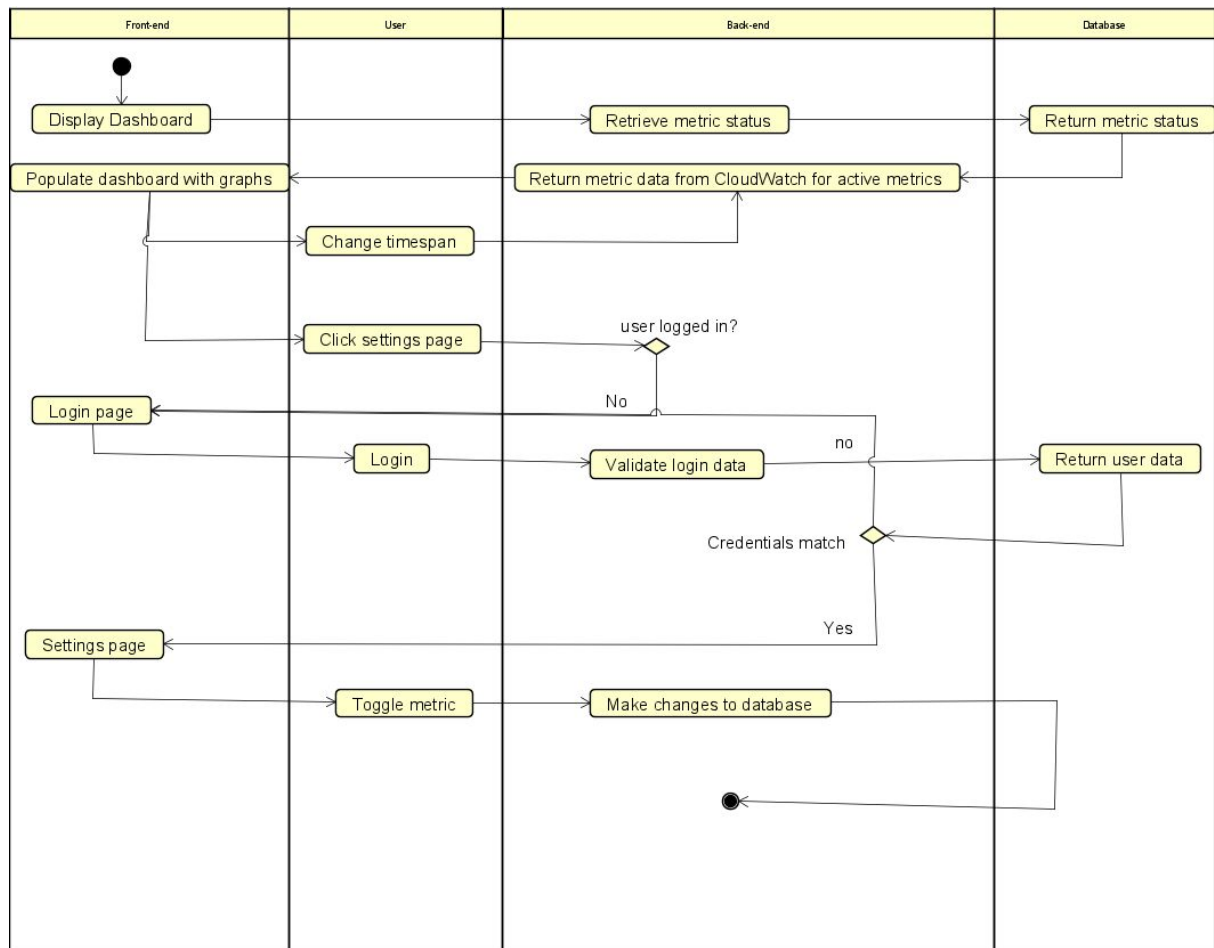 Front-end
User
Back-end
Database
Display Dashboard
Retrieve metric status
Return metric status
Populate dashboard with graphs
Return metric data from CloudWatch for active metrics
Change timespan
user logged in?
Click settings page
No
Login page
no
Login
Validate login data
Return user data
Credentials match
Yes
Settings page
Toggle metric
Make changes to database